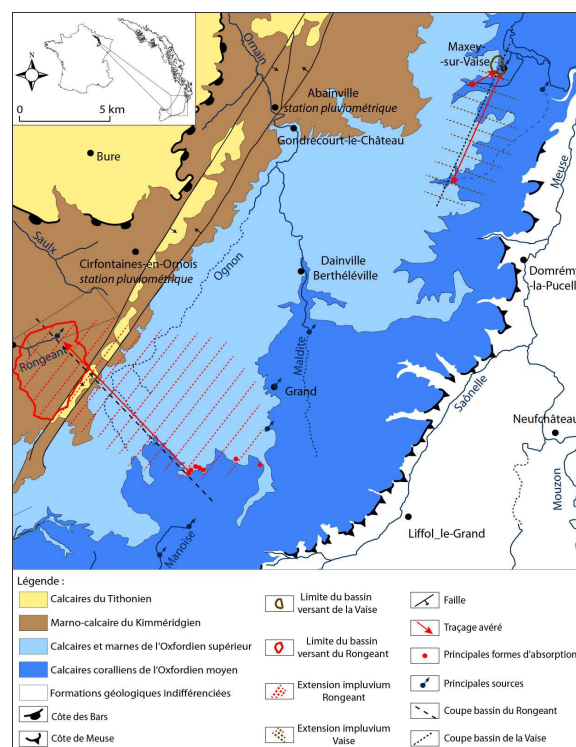 N
5 km
Ornain
Maxey
-sur-Vaise
Abainville
station pluviométrique
Gondrecourt-le-Château
Meuse
Bure
Saulx
Cirfontaines-en-Ornois
station pluviométrique
Ognon
Dainville
Berthéléville
Domrémy
-la-Pucell
Maldite
Rongeant
Saônelle
Grand
Neufchâteau
Mouzon
Liffol_le-Grand
Manoise
Légende :
Calcaires du Tithonien
Marno-calcaire du Kimméridgien
Calcaires et marnes de l'Oxfordien supérieur
Calcaires coralliens de l'Oxfordien moyen
Formations géologiques indifférenciées
Côte des Bars
Côte de Meuse
Limite du bassin
versant de la Vaise
Limite du bassin
versant du Rongeant
Extension impluvium
Rongeant
Extension impluvium
Vaise
Faille
Traçage avéré
Principales formes d'absorption
Principales sources
Coupe bassin du Rongeant
Coupe bassin de la Vaise